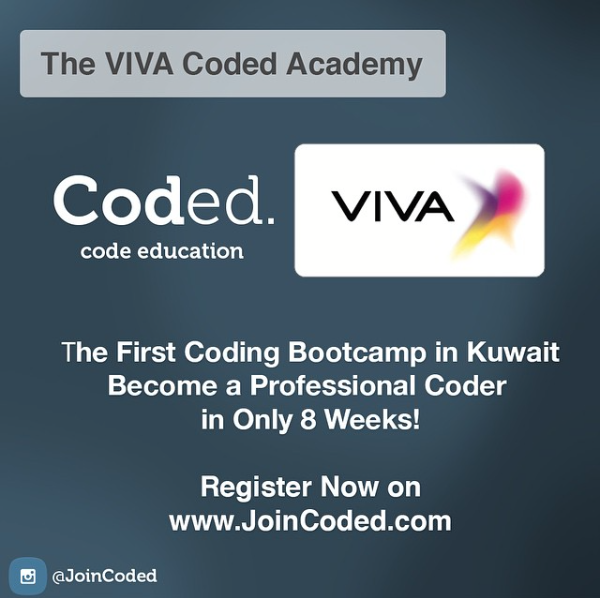 The VIVA Coded Academy
Coded.
code education
VIVA
The First Coding Bootcamp in Kuwait
Become a Professional Coder
in Only 8 Weeks!
Register Now on
www.JoinCoded.com
@JoinCoded